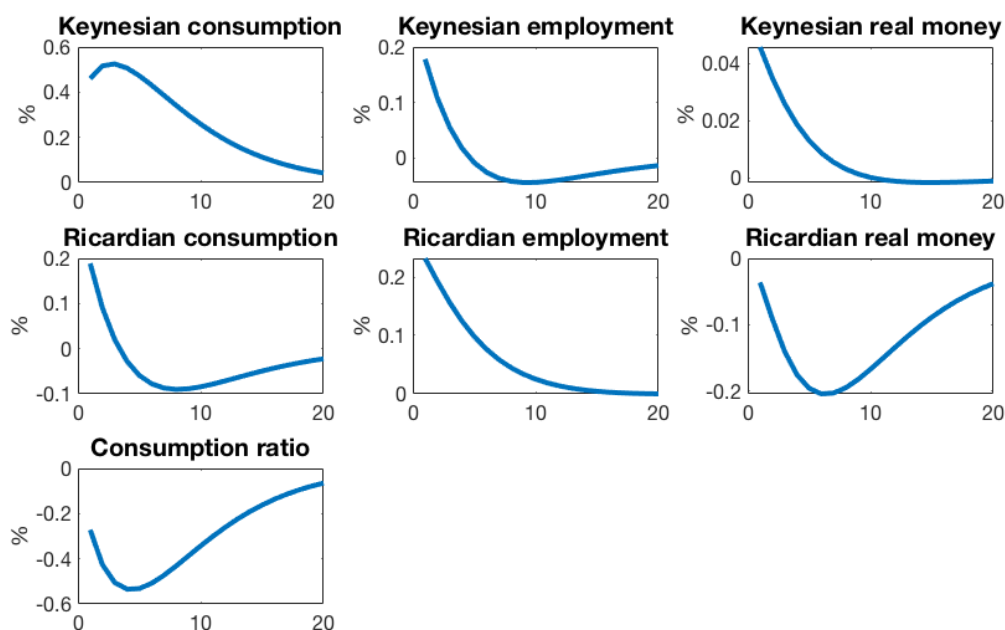 Keynesian consumption
0.6
0.4
0.2
0
%
0 10 20
Keynesian employment
0.2
0.1
0
%
0 10 20
Keynesian real money
0.04
0.02
0
%
0 10 20
Ricardian consumption
0.2
0.1
0
-0.1
%
0 10 20
Ricardian employment
0.2
0.1
0
%
0 10 20
Ricardian real money
0
-0.1
-0.2
%
0 10 20
Consumption ratio
0
-0.2
-0.4
-0.6
%
0 10 20